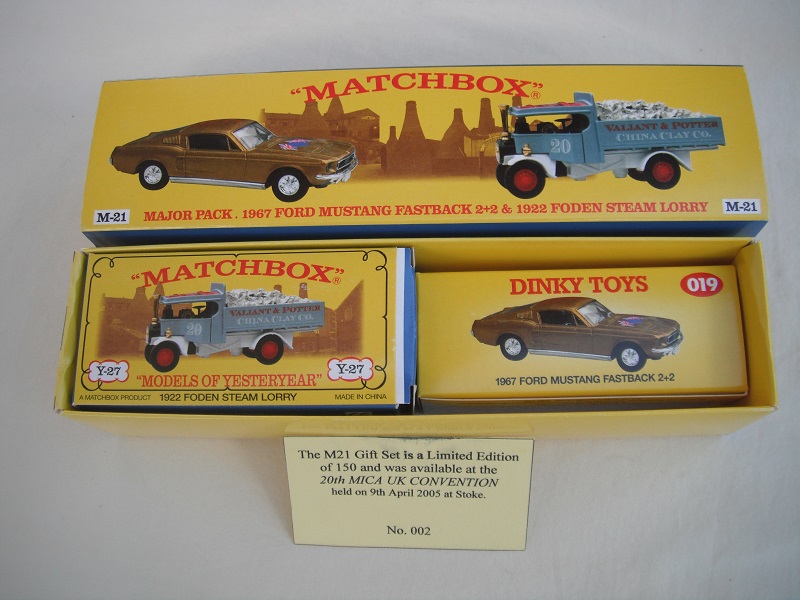 "MATCHBOX"®
VALIANT & POTTER
CHINA CLAY CO.
20
M-21
MAJOR PACK . 1967 FORD MUSTANG FASTBACK 2+2 & 1922 FODEN STEAM LORRY
M-21
"MATCHBOX"®
VALIANT & POTTER
CHINA CLAY CO.
20
Y-27
"MODELS OF YESTERYEAR"
Y-27
A MATCHBOX PRODUCT
1922 FODEN STEAM LORRY
MADE IN CHINA
DINKY TOYS
019
1967 FORD MUSTANG FASTBACK 2+2
The M21 Gift Set is a Limited Edition
of 150 and was available at the
20th MICA UK CONVENTION
held on 9th April 2005 at Stoke.
No. 002